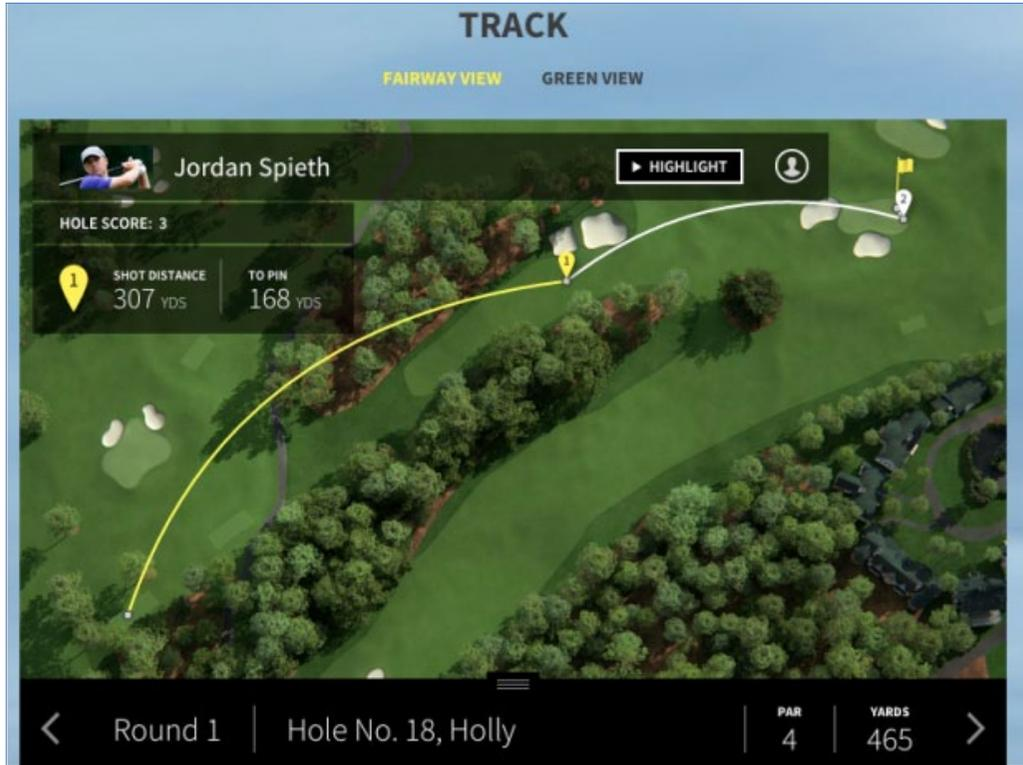 TRACK
FAIRWAY VIEW GREEN VIEW
Jordan Spieth
HIGHLIGHT
HOLE SCORE: 3
1
SHOT DISTANCE
307 YDS
TO PIN
168 YDS
1
2
Round 1
Hole No. 18, Holly
PAR
4
YARDS
465